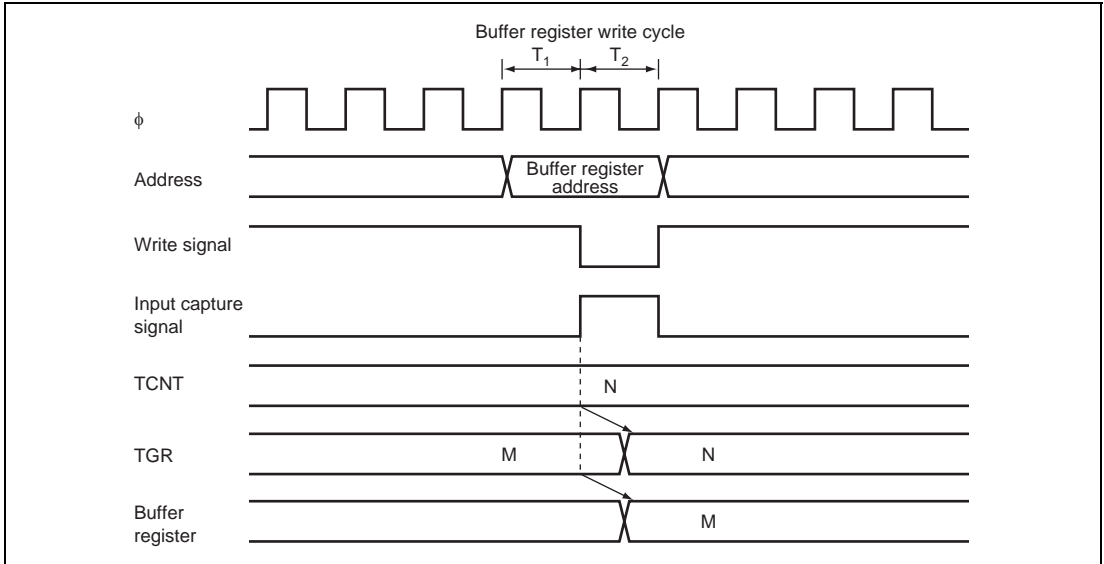 Buffer register write cycle
T1 T2
ϕ
Address
Buffer register
address
Write signal
Input capture
signal
TCNT
N
TGR
M N
Buffer
register
M